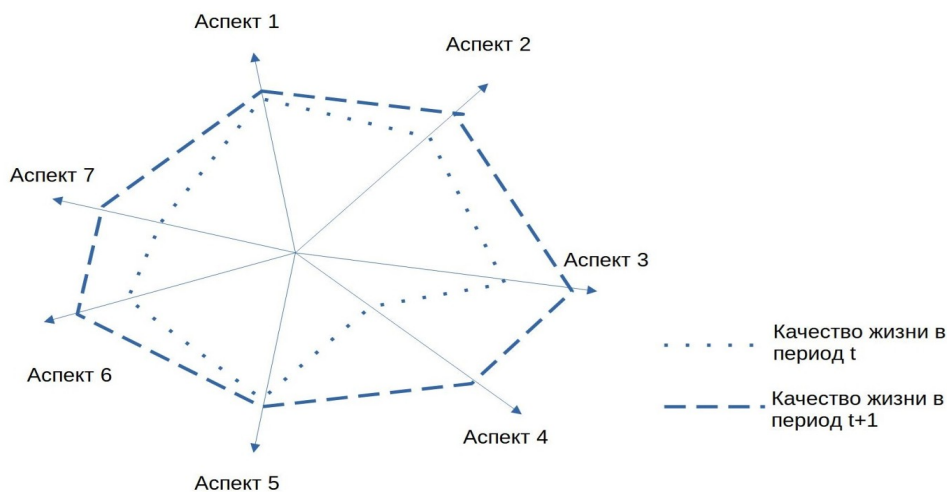 Аспект 1
Аспект 2
Аспект 7
Аспект 3
Аспект 6
Аспект 4
Аспект 5
Качество жизни в
период t
Качество жизни в
период t+1